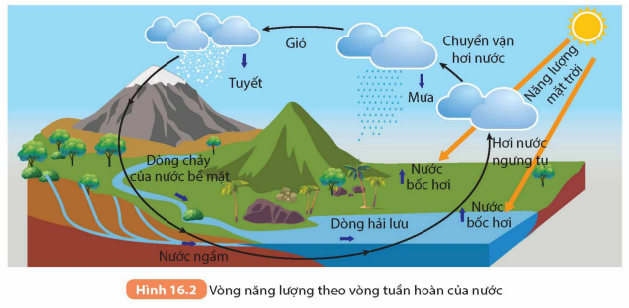 Gió
Chuyển vận
hơi nước
Năng lượng
mặt trời
Tuyết
Mưa
Hơi nước
ngưng tụ
Dòng chảy
của nước bề mặt
Nước
bốc hơi
Nước
bốc hơi
Dòng hải lưu
Nước ngầm
Hình 16.2 Vòng năng lượng theo vòng tuần hoàn của nước